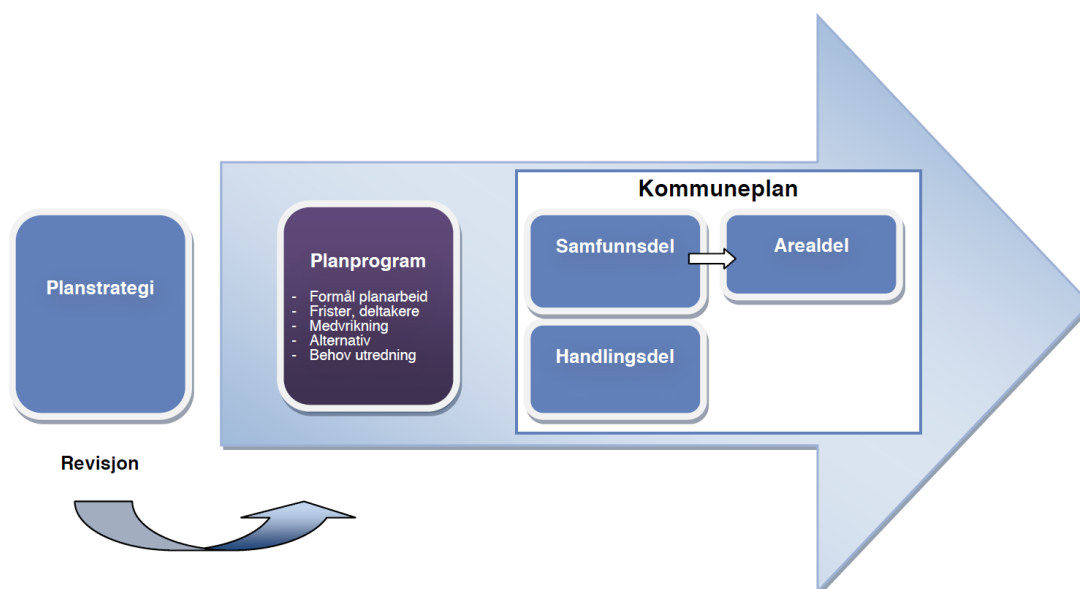 Planstrategi
Revisjon
Planprogram
- Formål planarbeid
- Frister, deltakere
- Medvrikning
- Alternativ
- Behov utredning
Kommuneplan
Samfunnsdel
Arealdel
Handlingsdel